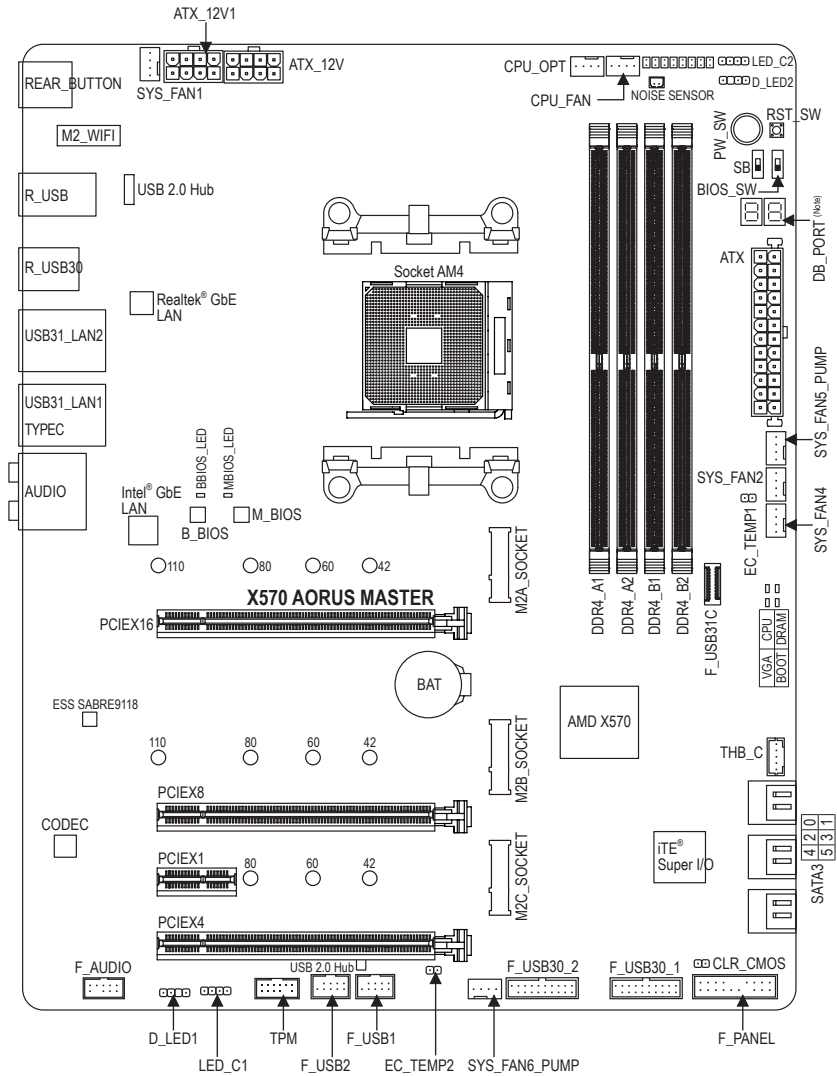 ATX_12V1
ATX_12V
CPU_OPT
LED_C2
D_LED2
REAR_BUTTON
SYS_FAN1
CPU_FAN
NOISE SENSOR
RST_SW
PW_SW
M2_WIFI
SB
BIOS_SW
R_USB
USB 2.0 Hub
DB_PORT (Note)
R_USB30
Socket AM4
ATX
Realtek® GbE
LAN
USB31_LAN2
USB31_LAN1
TYPEC
SYS_FAN5_PUMP
BBIOS_LED
MBIOS_LED
AUDIO
SYS_FAN2
Intel® GbE
LAN
B_BIOS
M_BIOS
EC_TEMP1
SYS_FAN4
110
80
60
42
M2A_SOCKET
X570 AORUS MASTER
DDR4_A1
DDR4_A2
DDR4_B1
DDR4_B2
F_USB31C
PCIEX16
CPU
DRAM
VGA
BOOT
BAT
ESS SABRE9118
AMD X570
110
80
60
42
M2B_SOCKET
THB_C
PCIEX8
CODEC
iTE®
Super I/O
4 2 0
5 3 1
SATA3
PCIEX1
80
60
42
M2C_SOCKET
PCIEX4
F_AUDIO
USB 2.0 Hub
F_USB30_2
F_USB30_1
CLR_CMOS
D_LED1
LED_C1
TPM
F_USB2
F_USB1
EC_TEMP2
SYS_FAN6_PUMP
F_PANEL